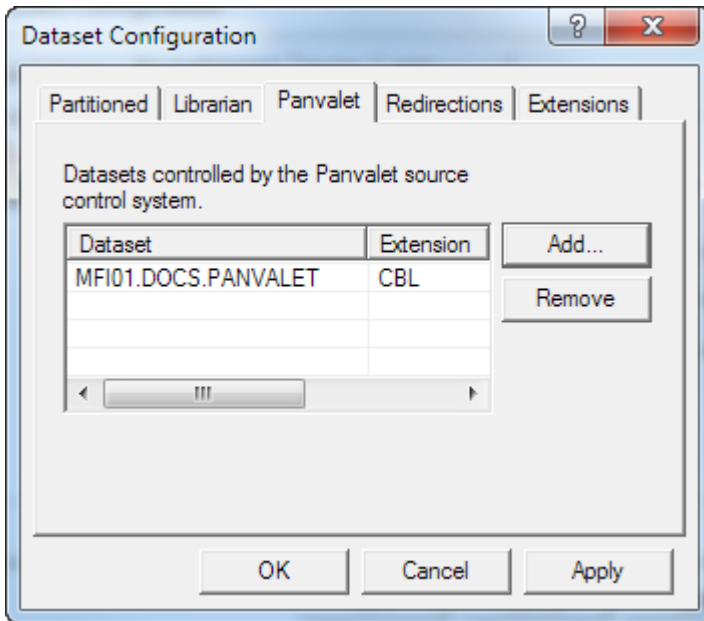 Dataset Configuration
Partitioned Librarian Panvalet Redirections Extensions
Datasets controlled by the Panvalet source
control system.
Dataset Extension Add...
MFI01.DOCS.PANVALET CBL
Remove
OK Cancel Apply